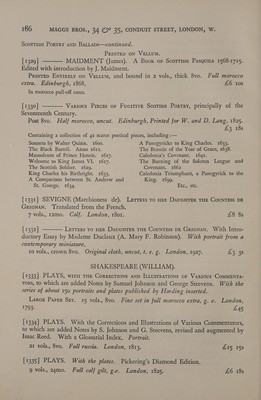 186 MAGGS BROS., 34 & 35, CONDUIT STREET, LONDON, W.
Scottish Poetry and Ballads—continued.
Printed on Vellum.
[1329] ——— MAIDMENT (James). A Book of Scottish Pasquils 1568-1715.
Edited with introduction by J. Maidment.
Printed Entirely on Vellum, and bound in 2 vols., thick 8vo. Full morocco
extra. Edinburgh, 1868, £6 10s
In morocco pull-off cases.
[1330] ——— Various Pieces of Fugitive Scotish Poetry, principally of the
Seventeenth Century.
Post 8vo. Half morocco, uncut. Edinburgh, Printed for W. and D. Lang, 1825.
£3 18s
Containing a collection of 42 scarce poetical pieces, including:—
Sonnets by Walter Quinn. 1600.
The Black Bastell. Anno 1611.
Mausoleum of Prince Howie. 1617.
Welcome to King James VI. 1617.
The Scottish Souldier. 1629.
King Charles his Birthright. 1633.
A Comparison between St. Andrew and
St. George. 1634.
A Panegyricke to King Charles. 1633.
The Beastis of the Year of Grant, 1638
Caledonia's Covenant. 1641.
The Burning of the Solemn League and
Covenant. 1662
Caledonia Triumphant, a Panegyrick to the
King. 1699.
Etc., etc.
[1331] SEVIGNE (Marchioness de). Letters to her Daughter the Countess de
Grignan. Translated from the French.
7 vols., 12mo. Calf. London, 1801. £8 8s
[1332] ——— Letters to her Daughter the Countess de Grignan. With Intro-
ductory Essay by Madame Duclaux (A. Mary F. Robinson). With portrait from a
contemporary miniature.
10 vols., crown 8vo. Original cloth, uncut, t. e. g. London, 1927. £3 3s
SHAKESPEARE (WILLIAM).
[1333] PLAYS, with the corrections and Illustrations of Various Commenta-
tors, to which are added Notes by Samuel Johnson and George Steevens. With the
series of about 150 portraits and plates published by Harding inserted.
Large Paper Set. 15 vols., 8vo. Fine set in full morocco extra, g. e. London,
1793. £45
[1334] PLAYS. With the Corrections and Illustrations of Various Commentators,
to which are added Notes by S. Johnson and G. Steevens, revised and augmented by
Isaac Reed. With a Glossarial Index. Portrait.
21 vols., 8vo. Full russia. London, 1813. £15 15s
[1335] PLAYS. With the plates. Pickering's Diamond Edition.
9 vols., 24mo. Full calf gilt, g.e. London, 1825. £6 18s